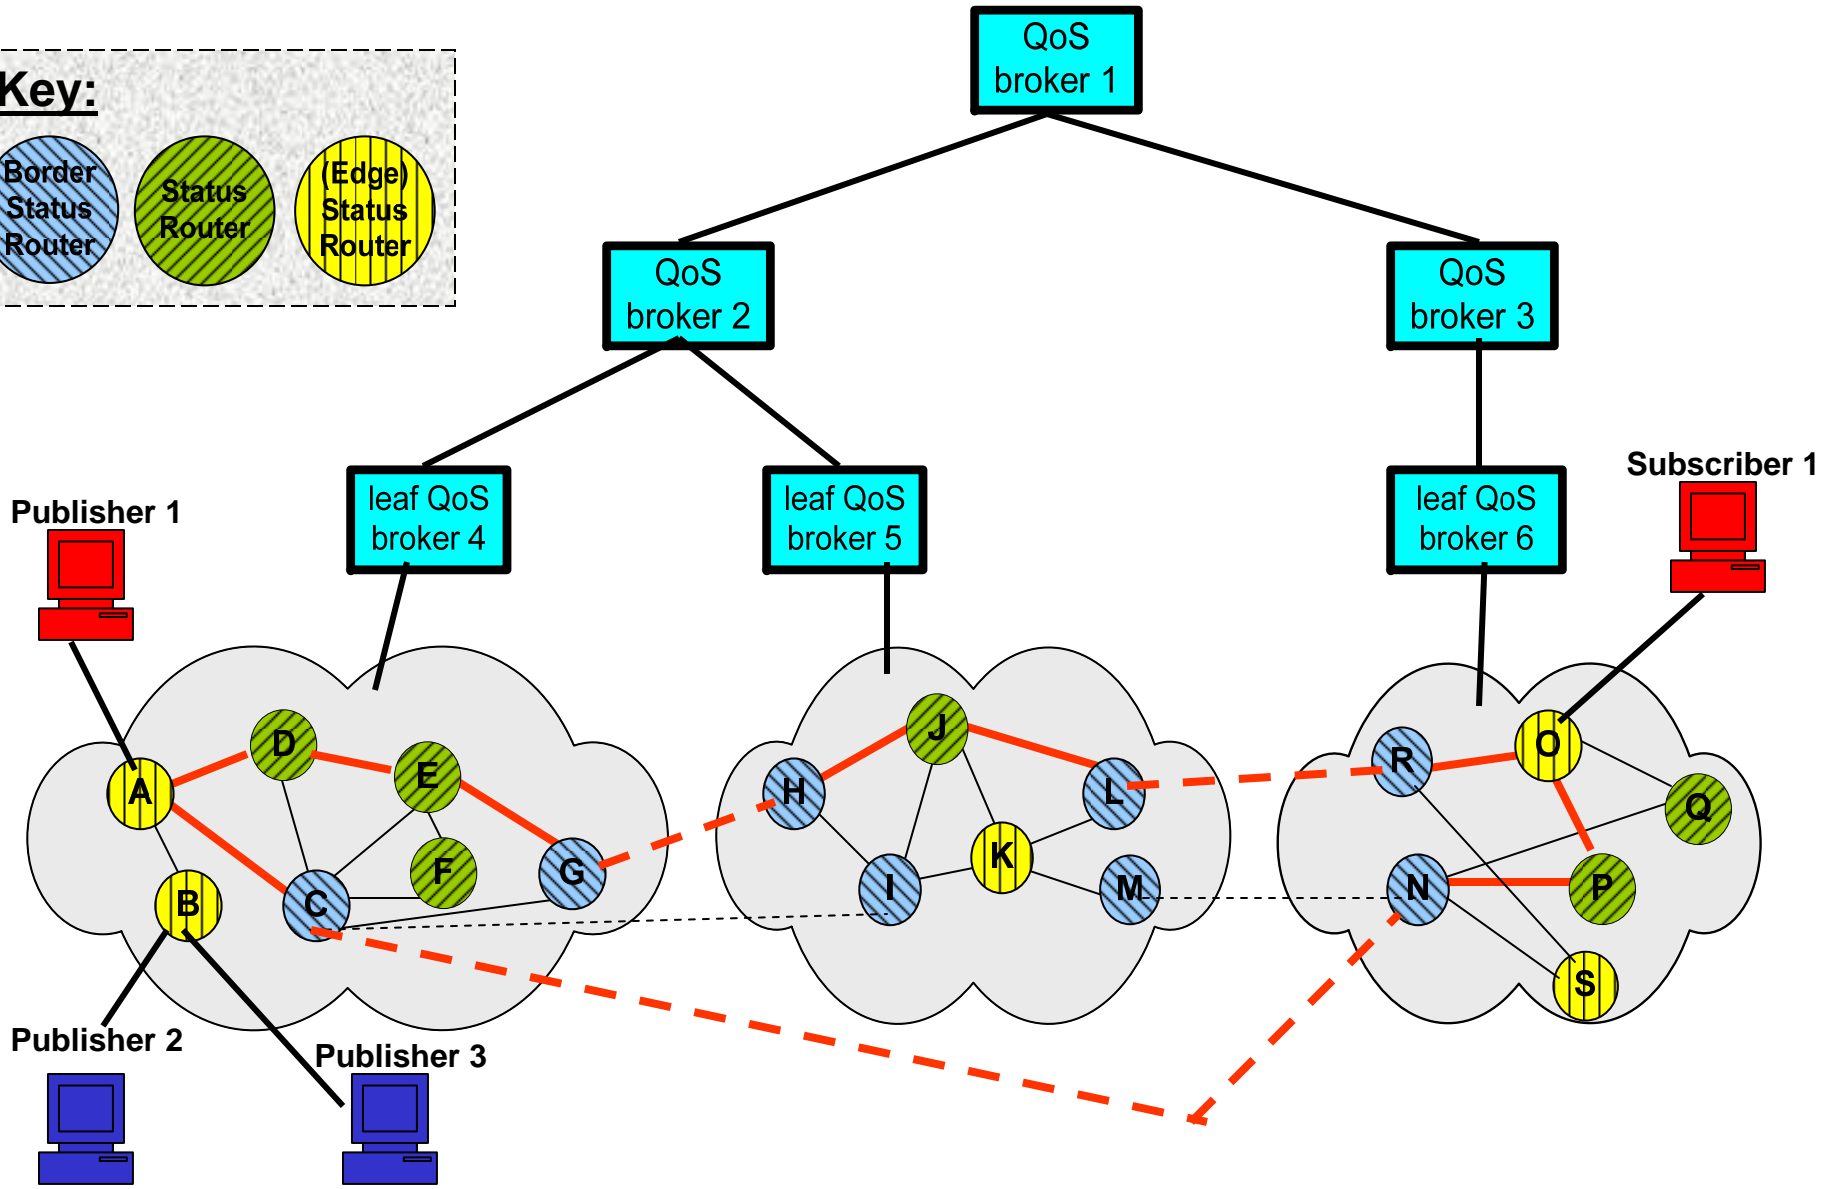 QoS
broker 1
Key:
Border
Status
Router
Status
Router
(Edge)
Status
Router
QoS
broker 2
QoS
broker 3
leaf QoS
broker 4
leaf QoS
broker 5
leaf QoS
broker 6
Subscriber 1
Publisher 1
D
E
A
F
G
B
C
J
H
L
K
I
M
R
O
Q
N
P
S
Publisher 2
Publisher 3